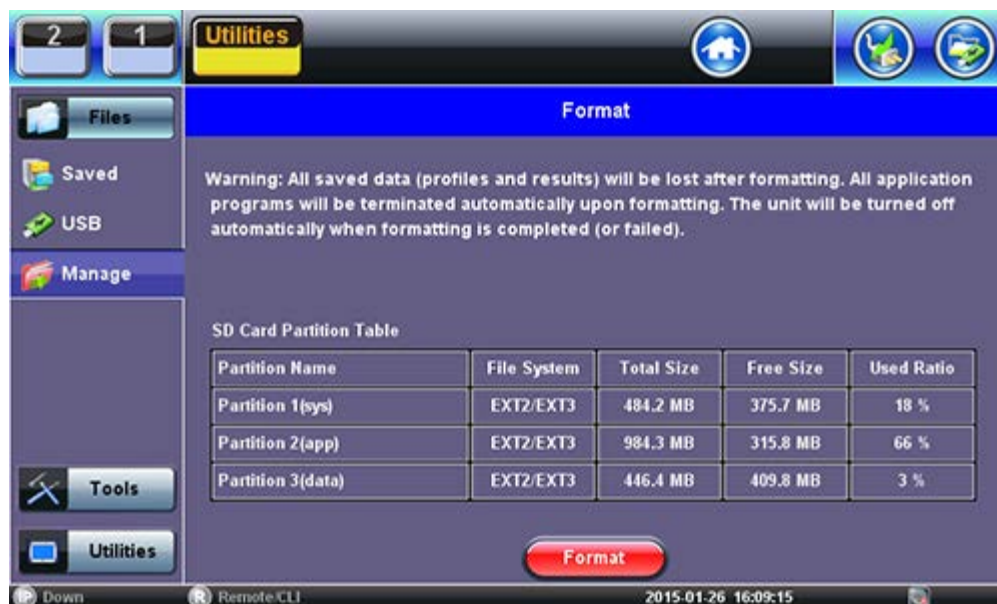 2
1
Utilities
Files
Format
Saved
USB
Manage
Warning: All saved data (profiles and results) will be lost after formatting. All application
programs will be terminated automatically upon formatting. The unit will be turned off
automatically when formatting is completed (or failed).
SD Card Partition Table
Partition Name File System Total Size Free Size Used Ratio
Partition 1(sys) EXT2/EXT3 484.2 MB 375.7 MB 18 %
Partition 2(app) EXT2/EXT3 984.3 MB 315.8 MB 66 %
Partition 3(data) EXT2/EXT3 446.4 MB 409.8 MB 3 %
Tools
Utilities
Format
IP Down
R Remote/CLI
2015-01-26 16:09:15